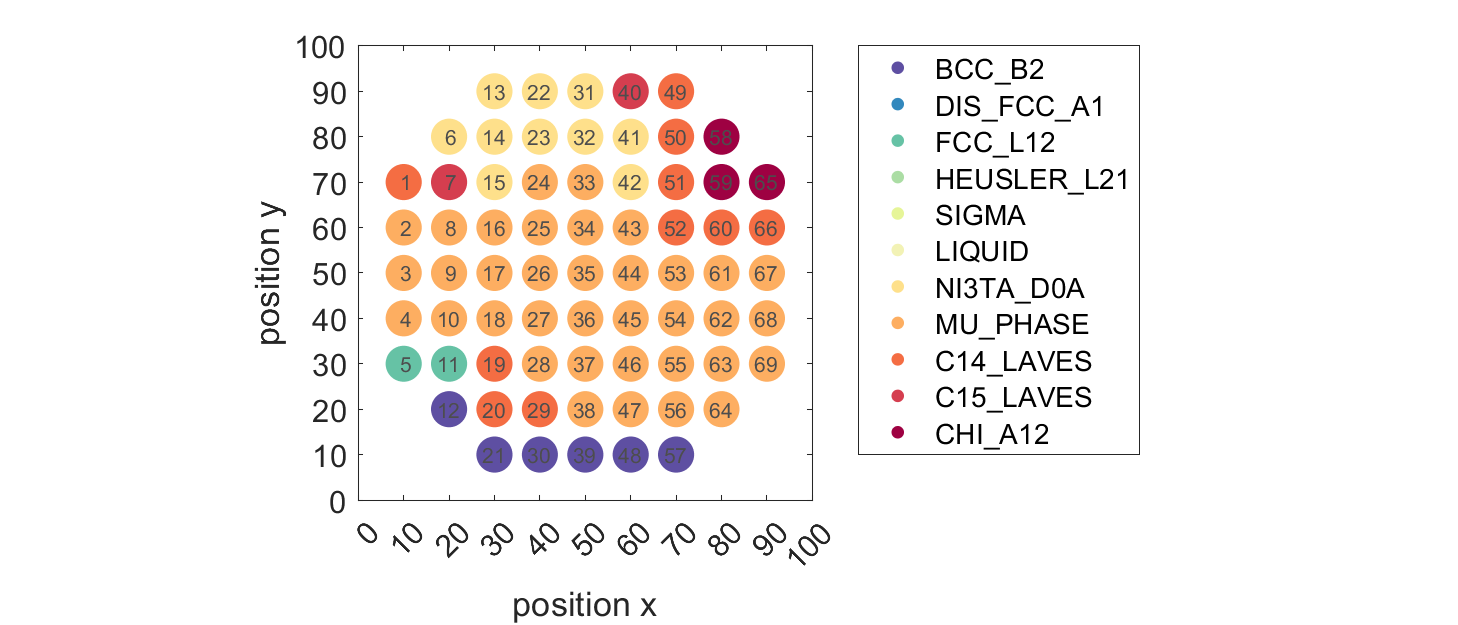 100
90
80
70
60
50
40
30
20
10
0
position y
13 22 31 40 49
6 14 23 32 41 50 58
1 7 15 24 33 42 51 59 65
2 8 16 25 34 43 52 60 66
3 9 17 26 35 44 53 61 67
4 10 18 27 36 45 54 62 68
5 11 19 28 37 46 55 63 69
12 20 29 38 47 56 64
21 30 39 48 57
0 10 20 30 40 50 60 70 80 90 100
position x
BCC_B2
DIS_FCC_A1
FCC_L12
HEUSLER_L21
SIGMA
LIQUID
NI3TA_D0A
MU_PHASE
C14_LAVES
C15_LAVES
CHI_A12